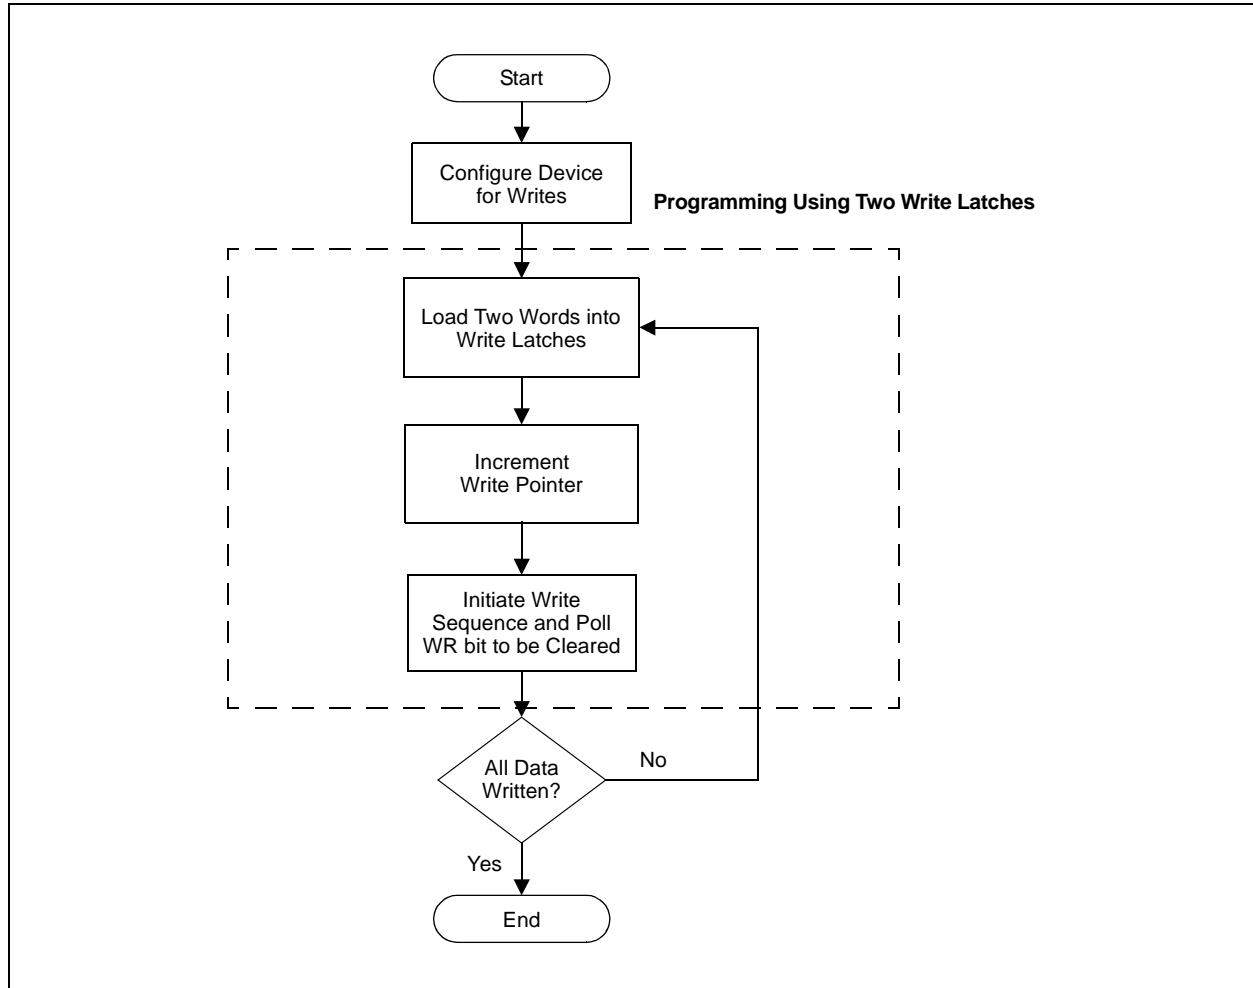 Start
Configure Device
for Writes
Programming Using Two Write Latches
Load Two Words into
Write Latches
Increment
Write Pointer
Initiate Write
Sequence and Poll
WR bit to be Cleared
All Data
Written?
No
Yes
End